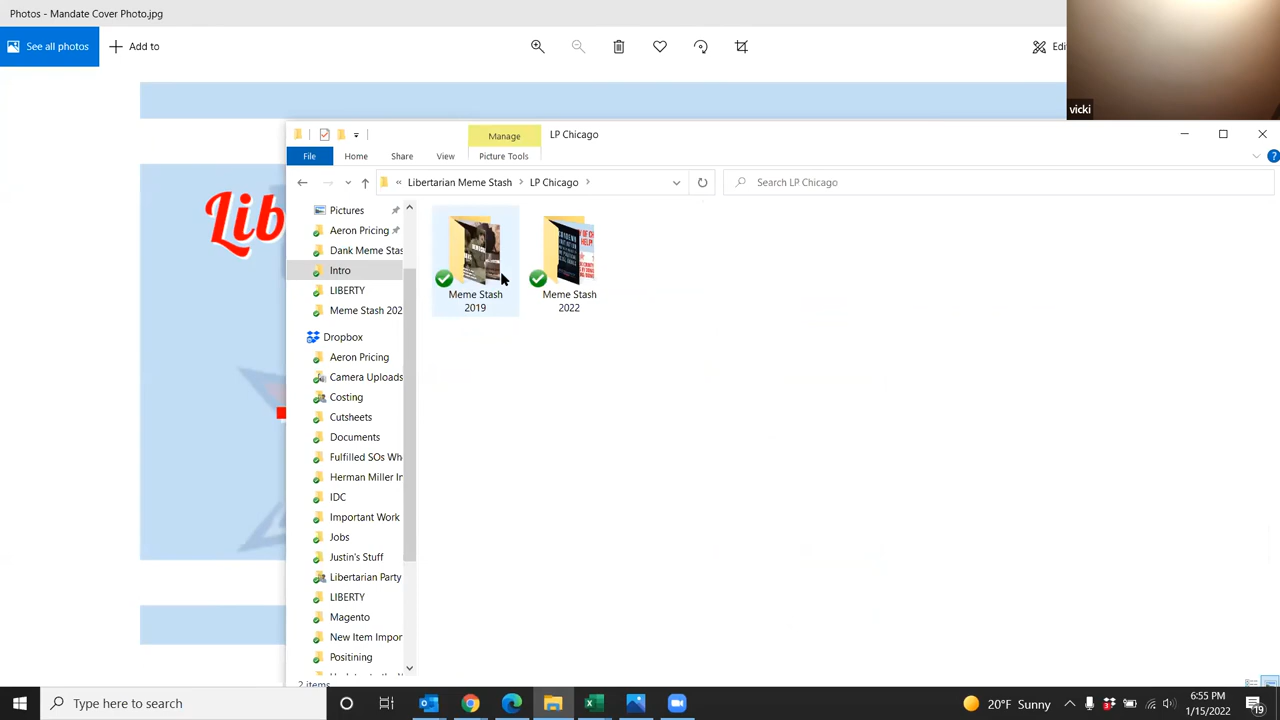 Photos - Mandate Cover Photo.jpg
See all photos
Add to
Edi
vicki
Lib
Manage
LP Chicago
File
Home
Share
View
Picture Tools
« Libertarian Meme Stash > LP Chicago >
Search LP Chicago
Pictures
Aeron Pricing
Dank Meme Stas
Intro
LIBERTY
Meme Stash 202
Dropbox
Aeron Pricing
Camera Uploads
Costing
Cutsheets
Documents
Fulfilled SOs Wh
Herman Miller In
IDC
Important Work
Jobs
Justin's Stuff
Libertarian Party
LIBERTY
Magento
New Item Impor
Positining
Meme Stash
2019
Meme Stash
2022
2 items
Type here to search
20°F Sunny
6:55 PM
1/15/2022
19